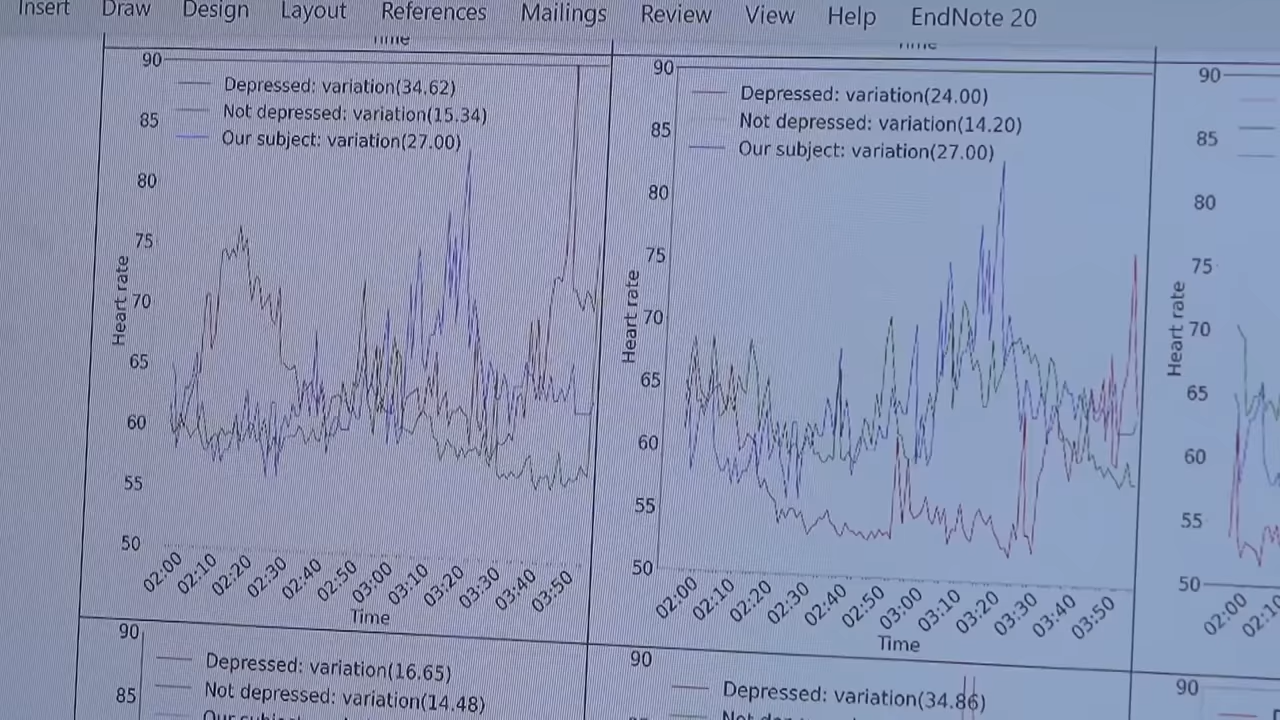 Insert Draw Design Layout References Mailings Review View Help EndNote 20
Time
90
85
80
75
70
65
60
55
50
Heart rate
Depressed: variation(34.62)
Not depressed: variation(15.34)
Our subject: variation(27.00)
02:00 02:10 02:20 02:30 02:40 02:50 03:00 03:10 03:20 03:30 03:40 03:50
Time
90
85
80
75
70
65
60
55
50
Heart rate
Depressed: variation(24.00)
Not depressed: variation(14.20)
Our subject: variation(27.00)
02:00 02:10 02:20 02:30 02:40 02:50 03:00 03:10 03:20 03:30 03:40 03:50
Time
90
85
80
75
70
65
60
55
50
Heart rate
02:00 02:10
90
85
Depressed: variation(16.65)
Not depressed: variation(14.48)
90
Depressed: variation(34.86)
90